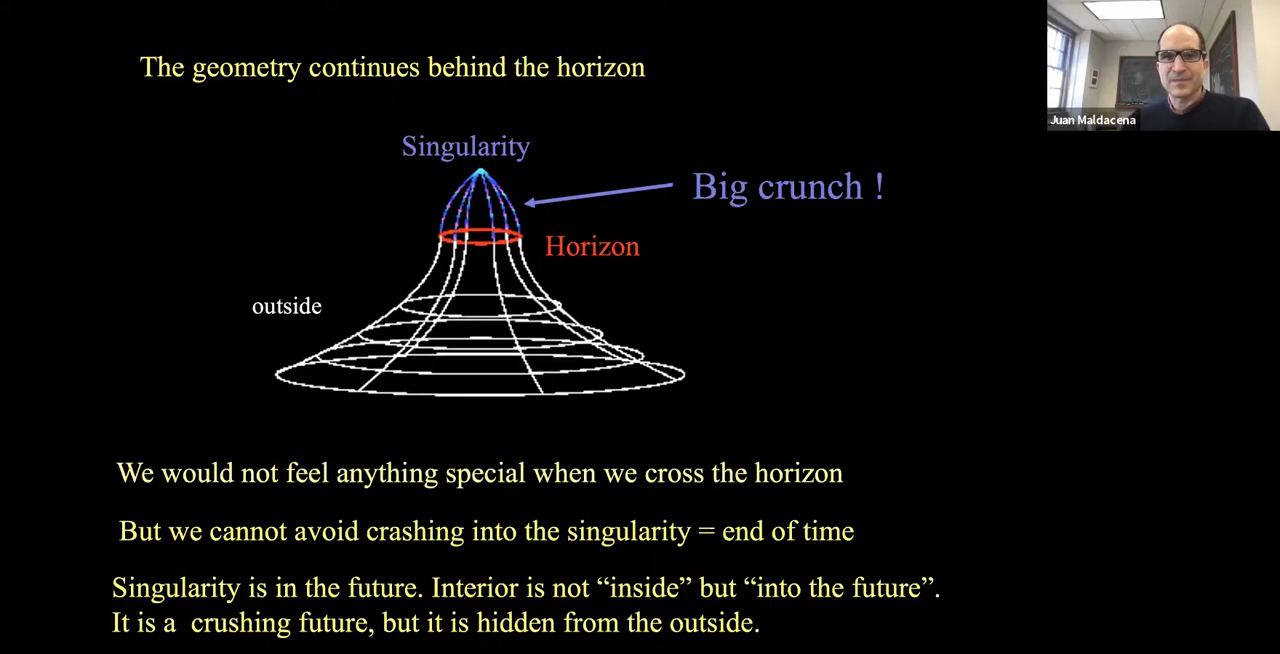 The geometry continues behind the horizon
Juan Maldacena
Singularity
Big crunch !
Horizon
outside
We would not feel anything special when we cross the horizon
But we cannot avoid crashing into the singularity = end of time
Singularity is in the future. Interior is not “inside” but “into the future”.
It is a  crushing future, but it is hidden from the outside.